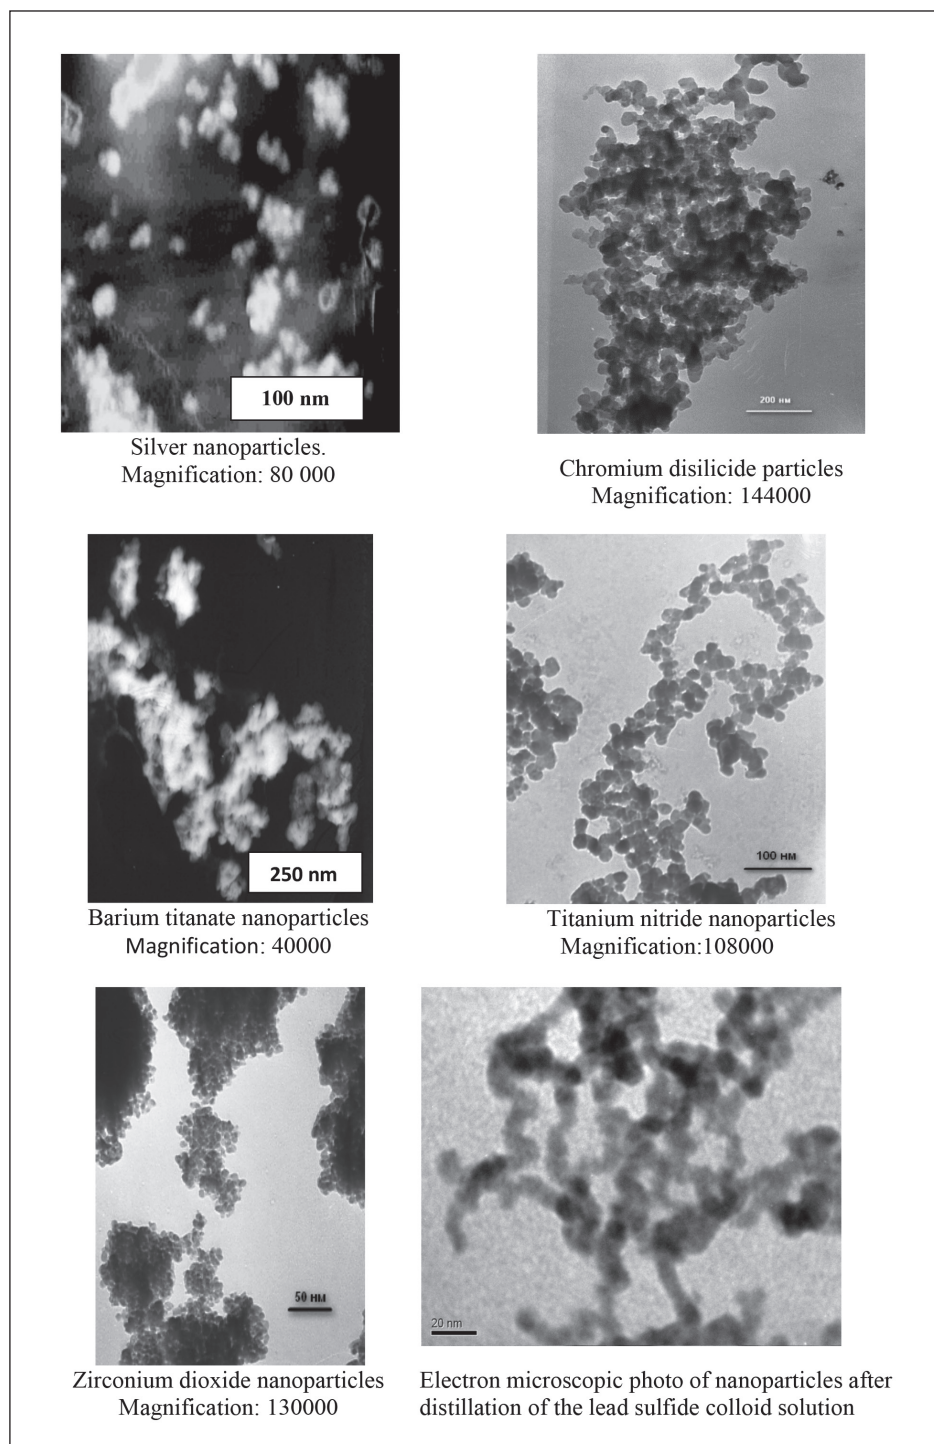 100 nm
Silver nanoparticles.
Magnification: 80 000
200 нм
Chromium disilicide particles
Magnification: 144000
250 nm
Barium titanate nanoparticles
Magnification: 40000
100 нм
Titanium nitride nanoparticles
Magnification:108000
50 нм
Zirconium dioxide nanoparticles
Magnification: 130000
20 nm
Electron microscopic photo of nanoparticles after
distillation of the lead sulfide colloid solution